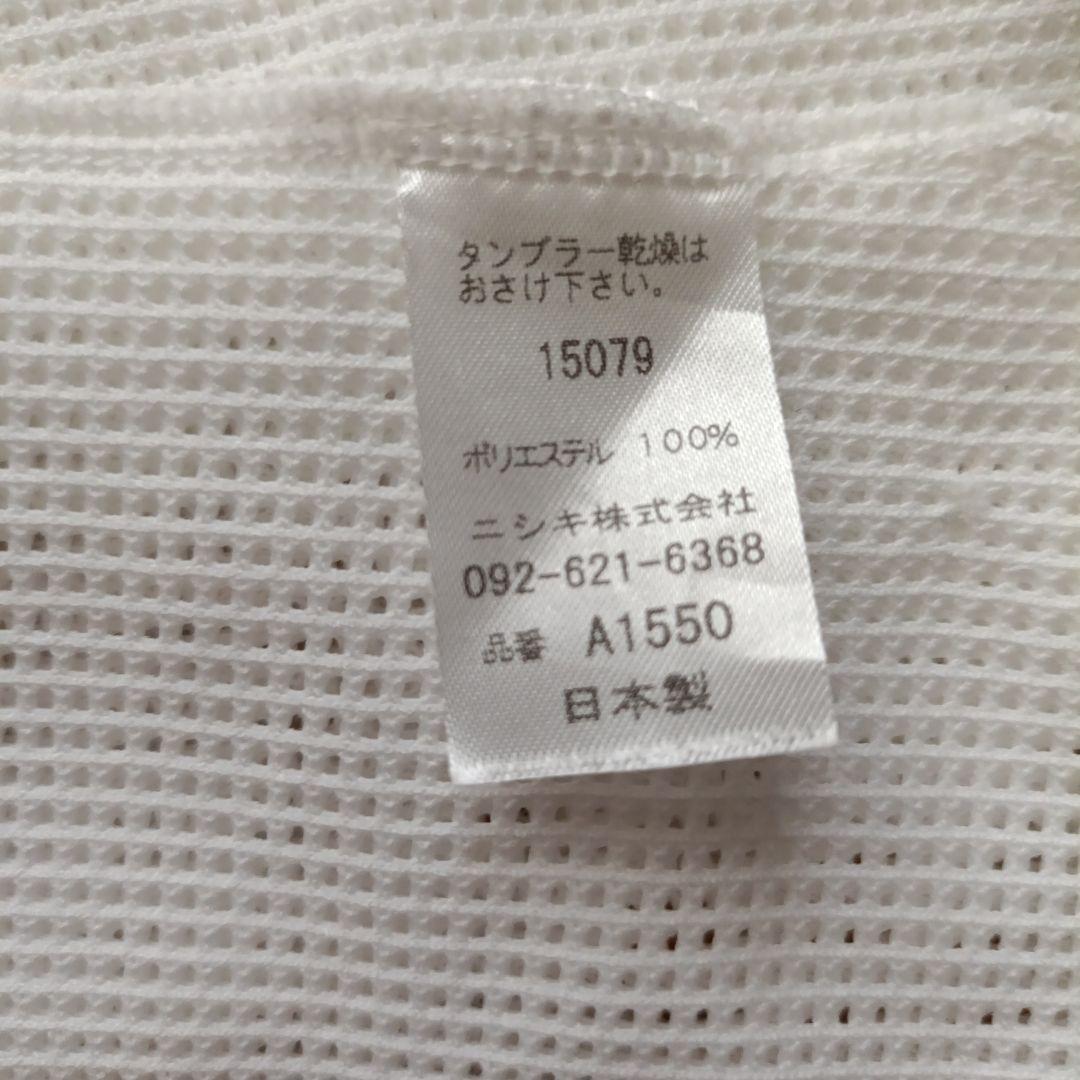 タンブラー乾燥は
おさけ下さい。
15079
ポリエステル 100%
ニシキ株式会社
092-621-6368
品番 A1550
日本製